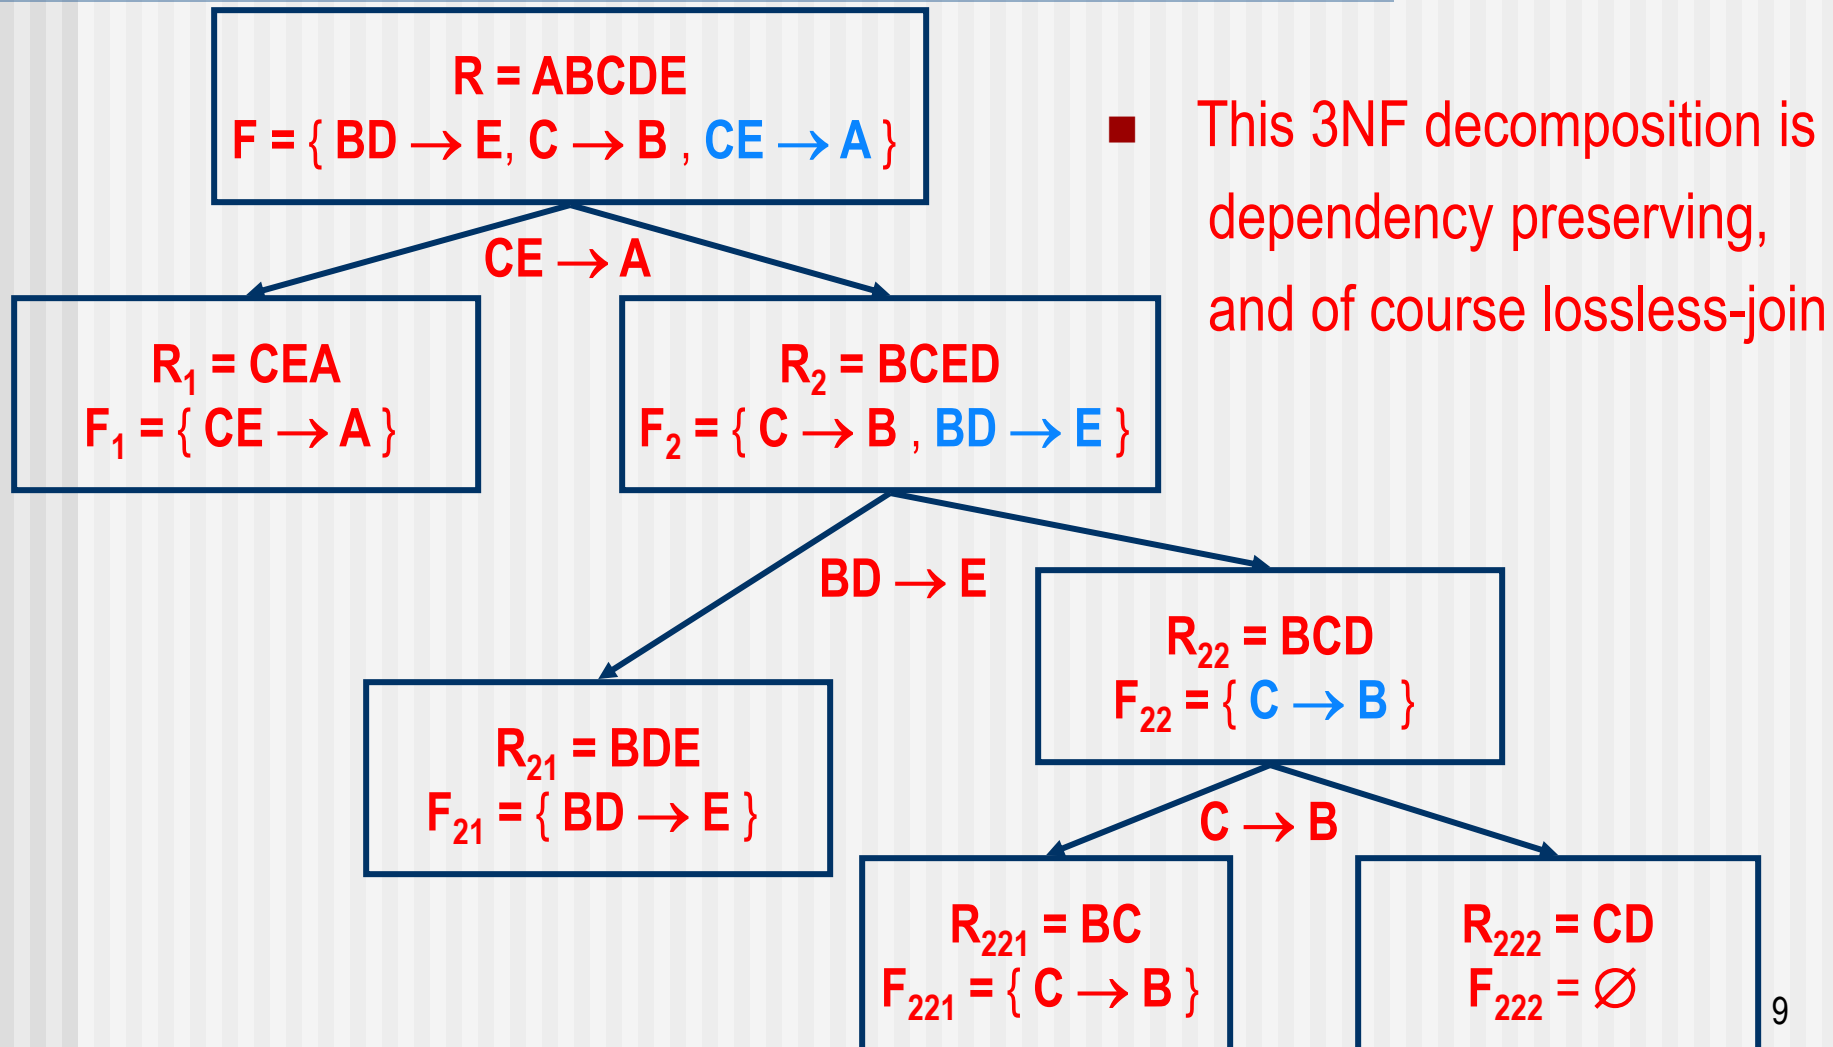 R = ABCDE
F = { BD → E, C → B , CE → A }
■ This 3NF decomposition is
dependency preserving,
and of course lossless-join
CE → A
R₁ = CEA
F₁ = { CE → A }
R₂ = BCED
F₂ = { C → B , BD → E }
BD → E
R₂₂ = BCD
F₂₂ = { C → B }
R₂₁ = BDE
F₂₁ = { BD → E }
C → B
R₂₂₁ = BC
F₂₂₁ = { C → B }
R₂₂₂ = CD
F₂₂₂ = ∅
9